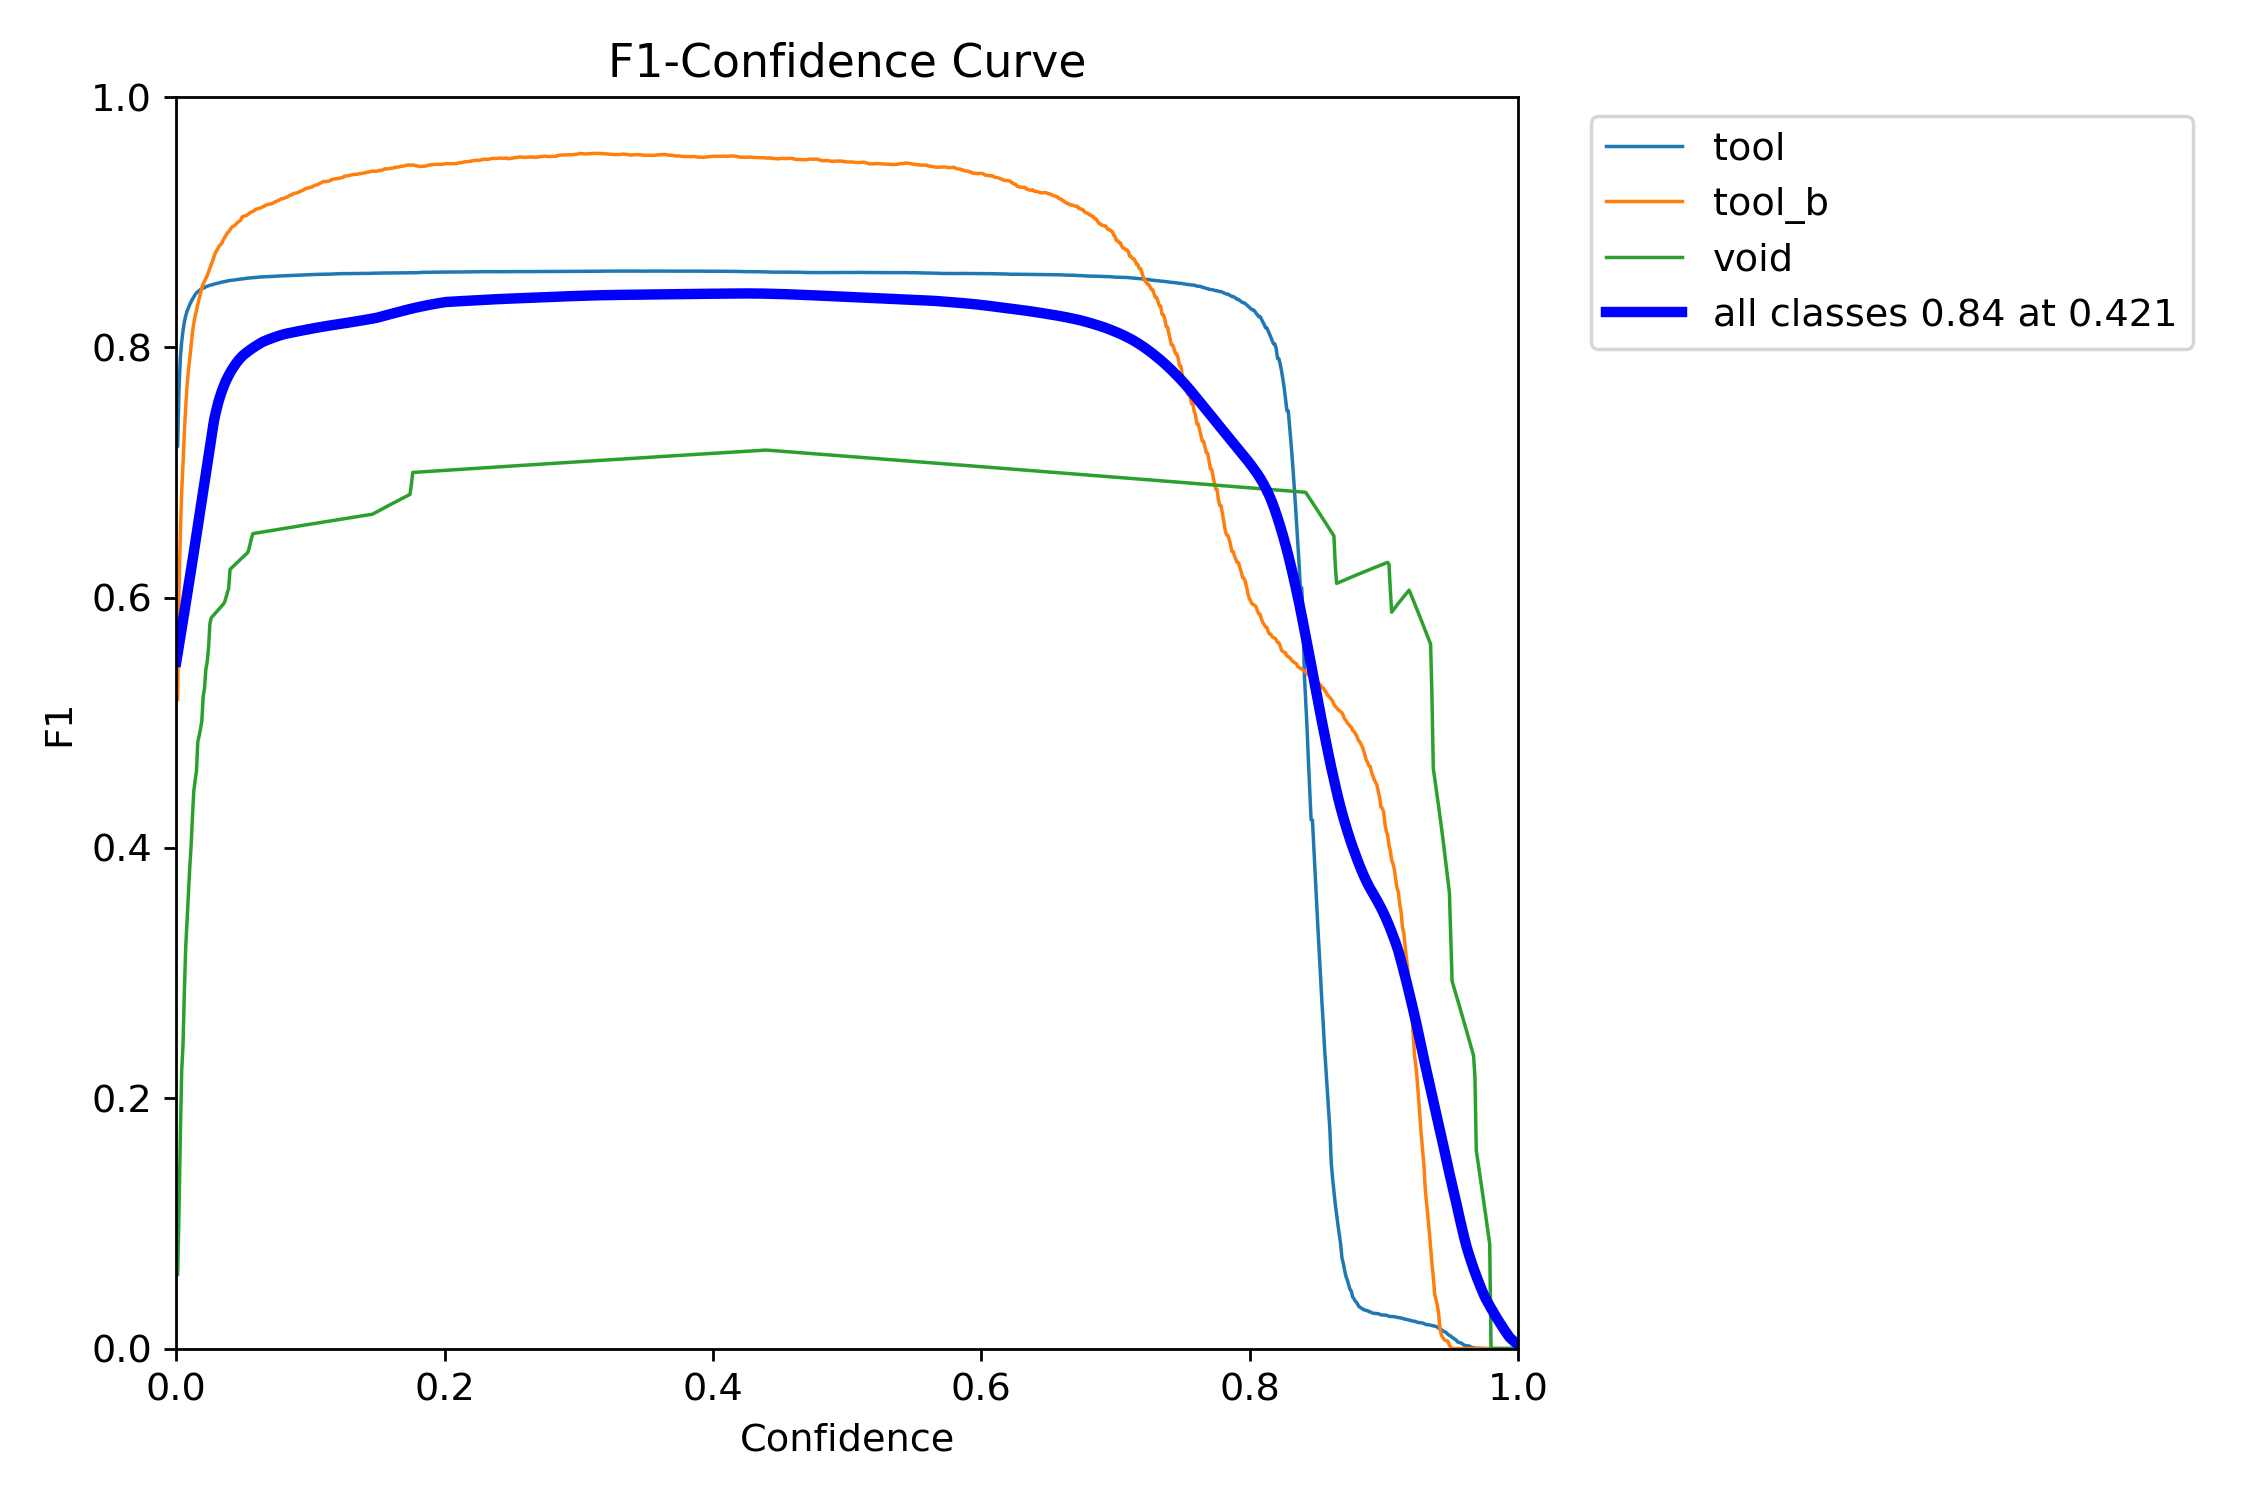 F1-Confidence Curve
1.0
0.8
0.6
0.4
0.2
0.0
F1
0.0 0.2 0.4 0.6 0.8 1.0
Confidence
tool
tool_b
void
all classes 0.84 at 0.421